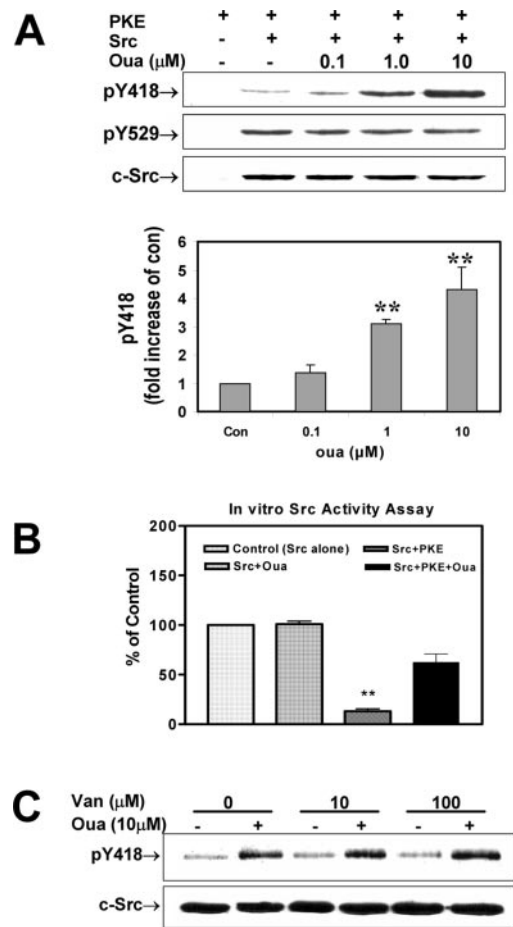 A
PKE + + + + +
Src - + + + +
Oua (µM) - - 0.1 1.0 10
pY418→
pY529→
c-Src→
pY418
(fold increase of con)
6
5
4
3
2
1
0
**
**
Con 0.1 1 10
oua (µM)
B
In vitro Src Activity Assay
% of Control
200
150
100
50
0
Control (Src alone) Src+PKE
Src+Oua Src+PKE+Oua
**
C
Van (µM) 0 10 100
Oua (10µM) - + - + - +
pY418→
c-Src→